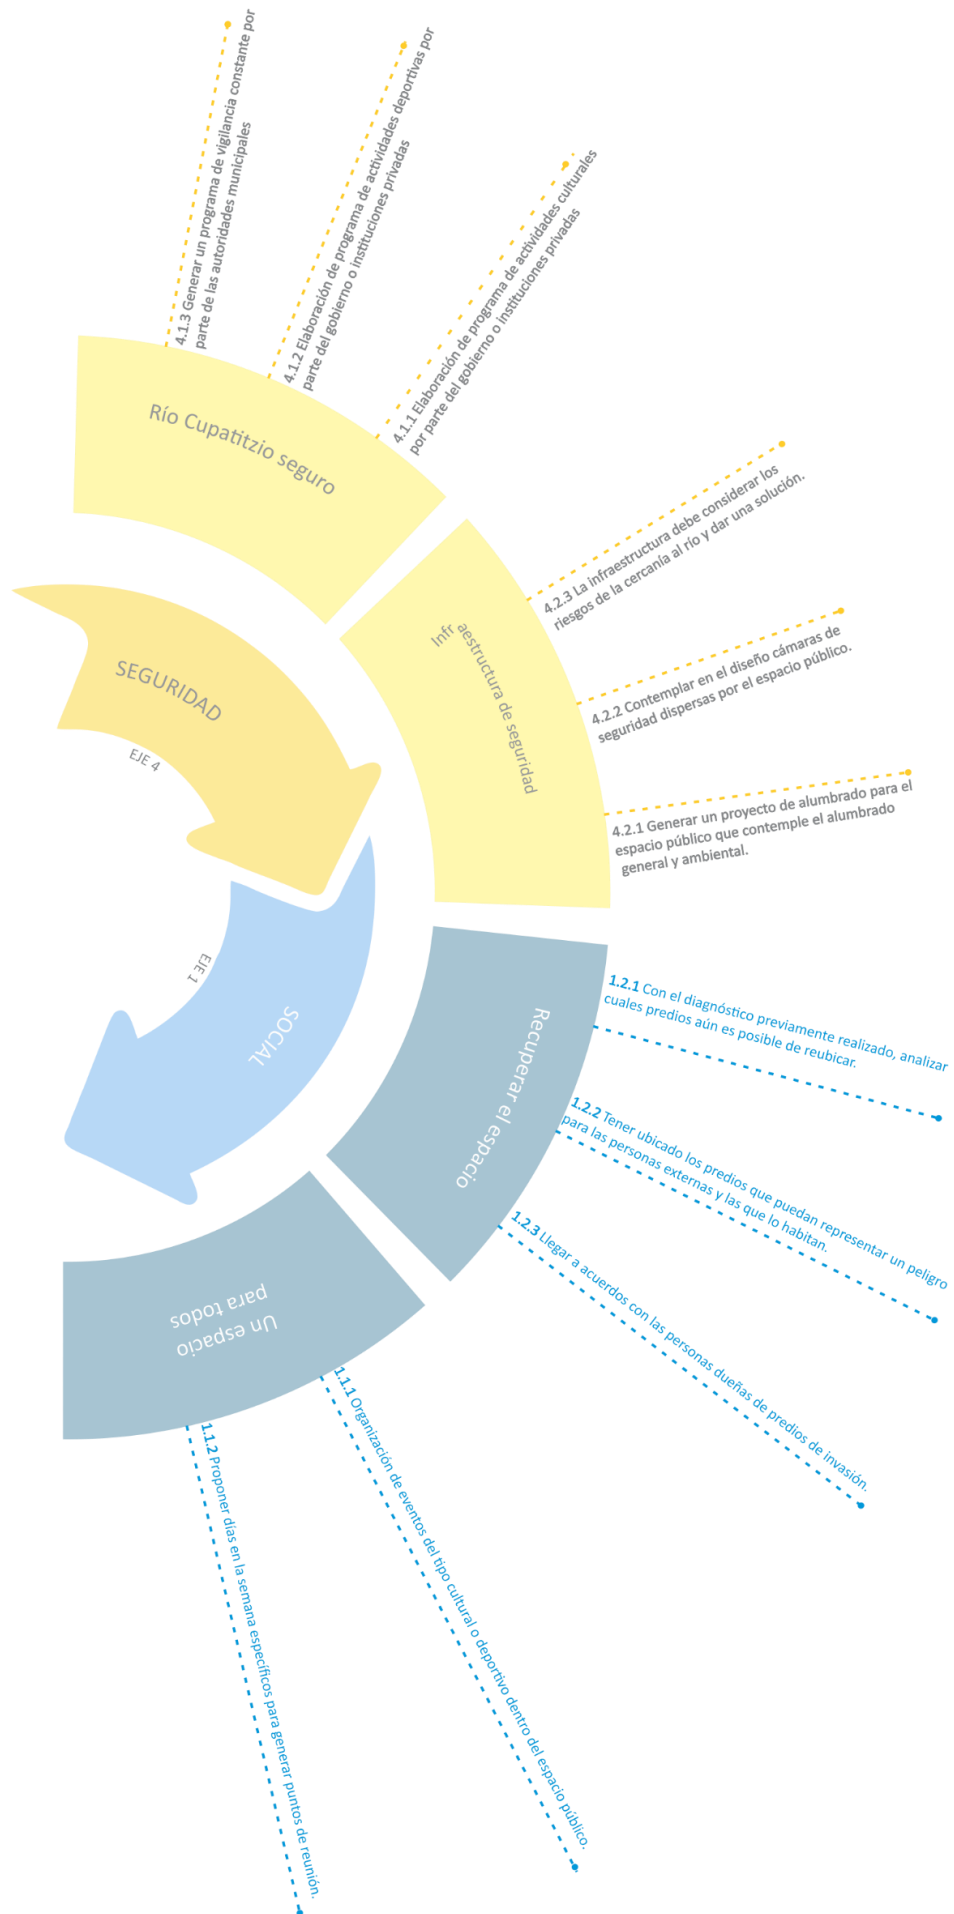 4.1.3 Generar un programa de vigilancia constante por
parte de las autoridades municipales
4.1.2 Elaboración de programa de actividades deportivas por
parte del gobierno o instituciones privadas
4.1.1 Elaboración de programa de actividades culturales
por parte del gobierno o instituciones privadas
Río Cupatitzio seguro
4.2.3 La infraestructura debe considerar los
riesgos de la cercanía al río y dar una solución.
4.2.2 Contemplar en el diseño cámaras de
seguridad dispersas por el espacio público.
4.2.1 Generar un proyecto de alumbrado para el
espacio público que contemple el alumbrado
general y ambiental.
Infr
aestructura de seguridad
SEGURIDAD
EJE 4
EJE 1
SOCIAL
Recuperar el espacio
1.2.1 Con el diagnóstico previamente realizado, analizar
cuales predios aún es posible de reubicar.
1.2.2 Tener ubicado los predios que puedan representar un peligro
para las personas externas y las que lo habitan.
1.2.3 Llegar a acuerdos con las personas dueñas de predios de invasión.
Un espacio
para todos
1.1.1 Organización de eventos del tipo cultural o deportivo dentro del espacio público.
1.1.2 Proponer días en la semana específicos para generar puntos de reunión.